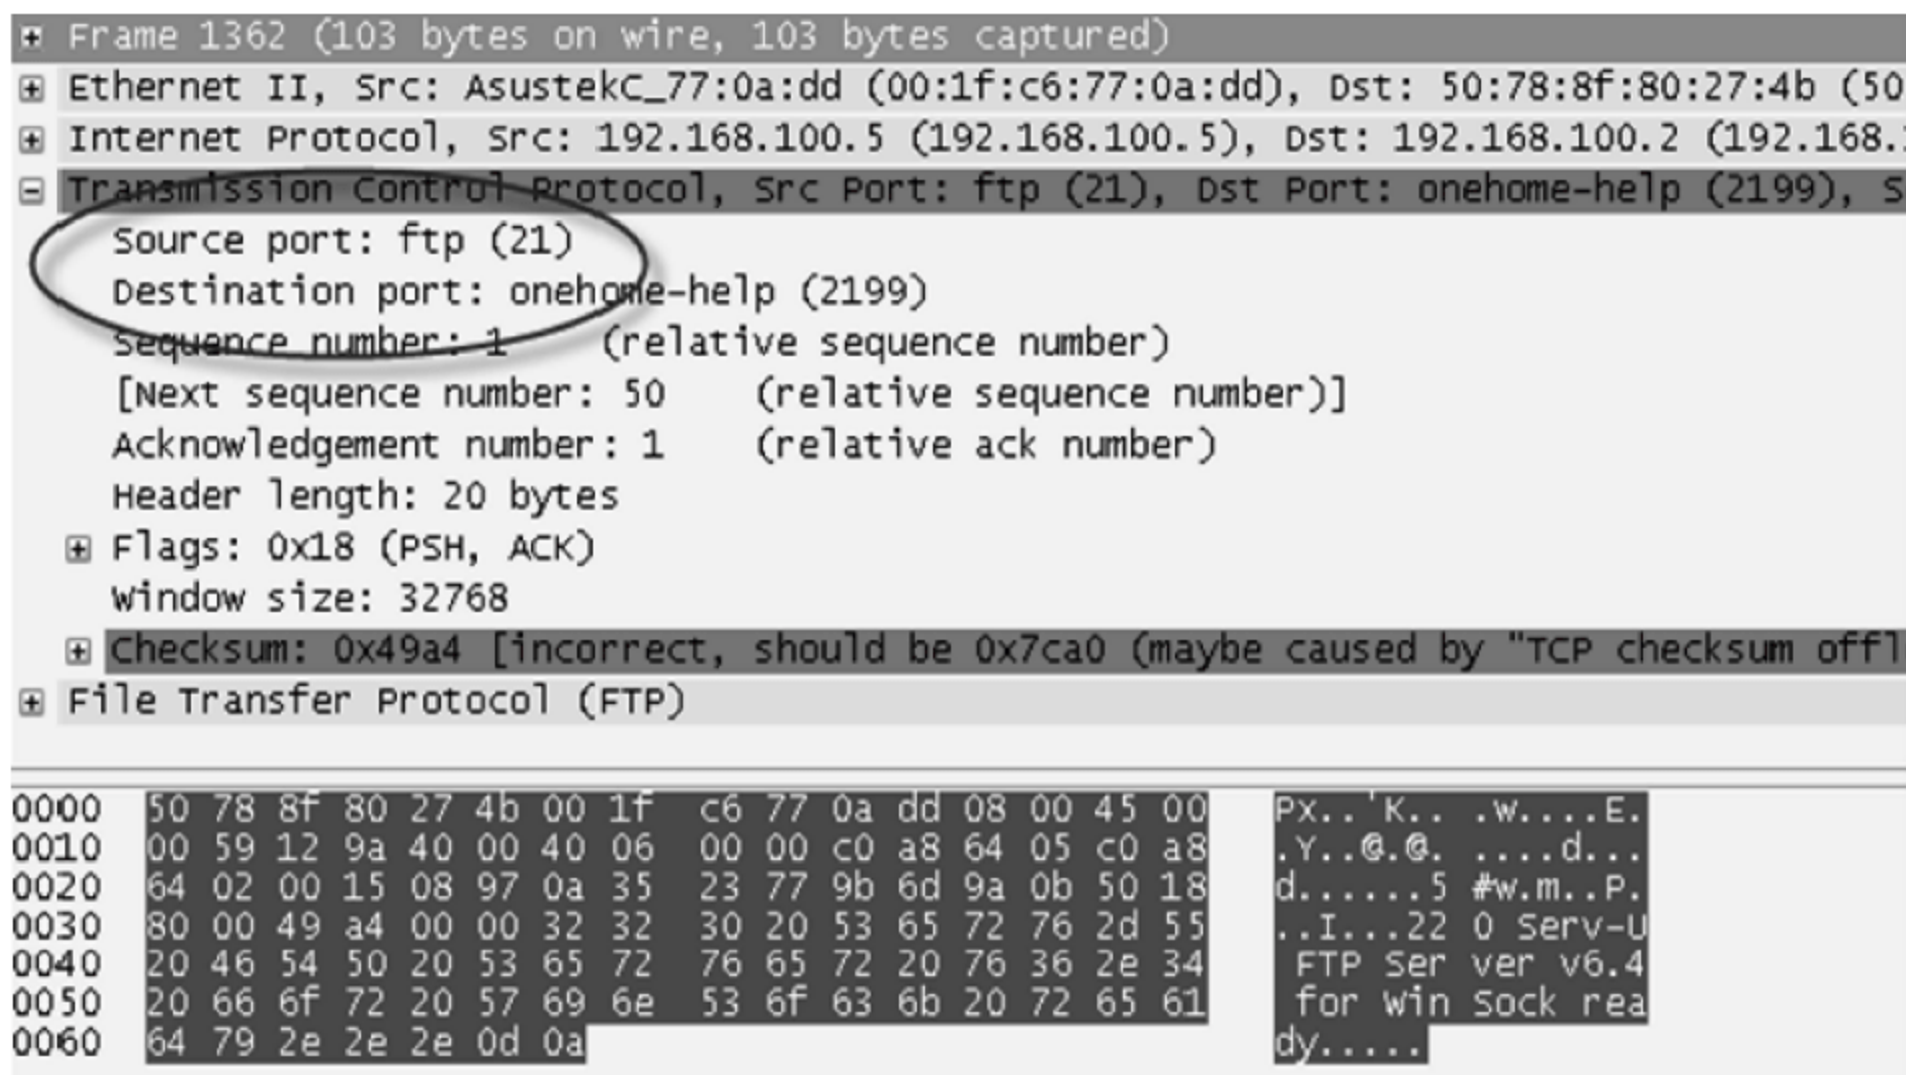 Frame 1362 (103 bytes on wire, 103 bytes captured)
Ethernet II, Src: AsustekC_77:0a:dd (00:1f:c6:77:0a:dd), Dst: 50:78:8f:80:27:4b (50
Internet Protocol, Src: 192.168.100.5 (192.168.100.5), Dst: 192.168.100.2 (192.168.
Transmission Control Protocol, Src Port: ftp (21), Dst Port: onehome-help (2199), S
Source port: ftp (21)
Destination port: onehome-help (2199)
Sequence number: 1 (relative sequence number)
[Next sequence number: 50 (relative sequence number)]
Acknowledgement number: 1 (relative ack number)
Header length: 20 bytes
Flags: 0x18 (PSH, ACK)
Window size: 32768
Checksum: 0x49a4 [incorrect, should be 0x7ca0 (maybe caused by "TCP checksum offl
File Transfer Protocol (FTP)
0000 50 78 8f 80 27 4b 00 1f c6 77 0a dd 08 00 45 00 Px..'K.. .w....E.
0010 00 59 12 9a 40 00 40 06 00 00 c0 a8 64 05 c0 a8 .Y..@.@. ....d...
0020 64 02 00 15 08 97 0a 35 23 77 9b 6d 9a 0b 50 18 d......5 #w.m..P.
0030 80 00 49 a4 00 00 32 32 30 20 53 65 72 76 2d 55 ..I...22 0 Serv-U
0040 20 46 54 50 20 53 65 72 76 65 72 20 76 36 2e 34 FTP Ser ver v6.4
0050 20 66 6f 72 20 57 69 6e 53 6f 63 6b 20 72 65 61 for Win Sock rea
0060 64 79 2e 2e 2e 0d 0a dy.....